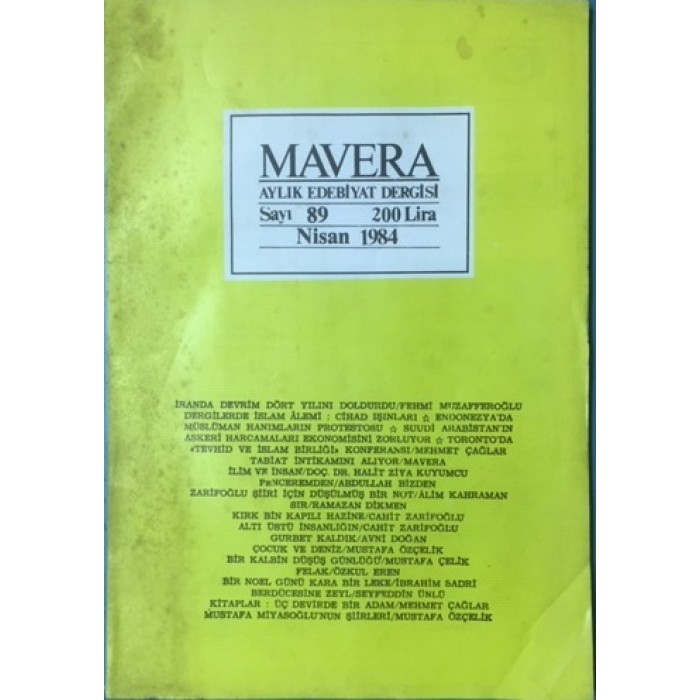 MAVERA
AYLIK EDEBİYAT DERGİSİ
Sayı 89 200 Lira
Nisan 1984
İRANDA DEVRİM DÖRT YILINI DOLDURDU/FEHMİ MUZAFFEROĞLU
DERGİLERDE İSLAM ÂLEMİ : CİHAD IŞINLARI ☆ ENDONEZYA'DA
MÜSLÜMAN HANIMLARIN PROTESTOSU ☆ SUUDİ ARABİSTAN'IN
ASKERİ HARCAMALARI EKONOMİSİNİ ZORLUYOR ☆ TORONTO'DA
«TEVHİD VE İSLAM BİRLİĞİ» KONFERANSI/MEHMET ÇAĞLAR
TABİAT İNTİKAMINI ALIYOR/MAVERA
İLİM VE İNSAN/DOÇ. DR. HALİT ZİYA KUYUMCU
PENCEREMDEN/ABDULLAH BİZDEN
ZARİFOĞLU ŞİİRİ İÇİN DÜŞÜLMÜŞ BİR NOT/ÂLİM KAHRAMAN
SIR/RAMAZAN DİKMEN
KIRK BİN KAPILI HAZİNE/CAHİT ZARİFOĞLU
ALTI ÜSTÜ İNSANLIĞIN/CAHİT ZARİFOĞLU
GURBET KALDIK/AVNİ DOĞAN
ÇOCUK VE DENİZ/MUSTAFA ÖZÇELİK
BİR KALBİN DÜŞÜŞ GÜNLÜĞÜ/MUSTAFA ÇELİK
FELAK/ÖZKUL EREN
BİR NOEL GÜNÜ KARA BİR LEKE/İBRAHİM SADRİ
BERDÜCESİNE ZEYL/SEYFEDDİN ÜNLÜ
KİTAPLAR : ÜÇ DEVİRDE BİR ADAM/MEHMET ÇAĞLAR
MUSTAFA MİYASOĞLU'NUN ŞİİRLERİ/MUSTAFA ÖZÇELİK